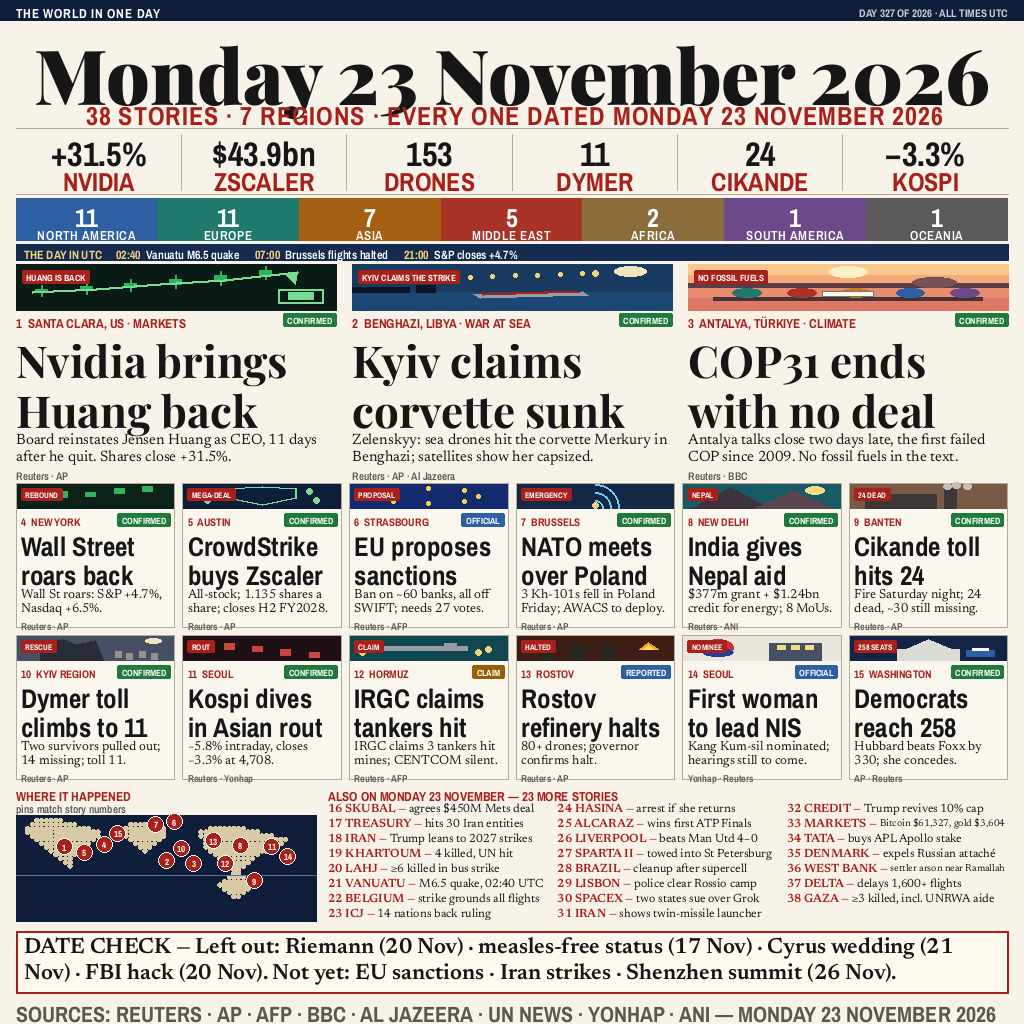 THE WORLD IN ONE DAY
DAY 327 OF 2026 · ALL TIMES UTC
Monday 23 November 2026
38 STORIES · 7 REGIONS · EVERY ONE DATED MONDAY 23 NOVEMBER 2026
+31.5%
NVIDIA
$43.9bn
ZSCALER
153
DRONES
11
DYMER
24
CIKANDE
−3.3%
KOSPI
11
NORTH AMERICA
11
EUROPE
7
ASIA
5
MIDDLE EAST
2
AFRICA
1
SOUTH AMERICA
1
OCEANIA
THE DAY IN UTC 02:40 Vanuatu M6.5 quake 07:00 Brussels flights halted 21:00 S&P closes +4.7%
HUANG IS BACK
1 SANTA CLARA, US · MARKETS
CONFIRMED
Nvidia brings
Huang back
Board reinstates Jensen Huang as CEO, 11 days
after he quit. Shares close +31.5%.
Reuters · AP
KYIV CLAIMS THE STRIKE
2 BENGHAZI, LIBYA · WAR AT SEA
CONFIRMED
Kyiv claims
corvette sunk
Zelenskyy: sea drones hit the corvette Merkury in
Benghazi; satellites show her capsized.
Reuters · AP · Al Jazeera
NO FOSSIL FUELS
3 ANTALYA, TÜRKIYE · CLIMATE
CONFIRMED
COP31 ends
with no deal
Antalya talks close two days late, the first failed
COP since 2009. No fossil fuels in the text.
Reuters · BBC
REBOUND
4 NEW YORK
CONFIRMED
Wall Street
roars back
Wall St roars: S&P +4.7%,
Nasdaq +6.5%.
Reuters · AP
MEGA-DEAL
5 AUSTIN
CONFIRMED
CrowdStrike
buys Zscaler
All-stock; 1.135 shares a
share; closes H2 FY2028.
Reuters · AP
PROPOSAL
6 STRASBOURG
OFFICIAL
EU proposes
sanctions
Ban on ~60 banks, all off
SWIFT; needs 27 votes.
Reuters · AFP
EMERGENCY
7 BRUSSELS
CONFIRMED
NATO meets
over Poland
3 Kh-101s fell in Poland
Friday; AWACS to deploy.
Reuters · AFP
NEPAL
8 NEW DELHI
CONFIRMED
India gives
Nepal aid
$377m grant + $1.24bn
credit for energy; 8 MoUs.
Reuters · ANI
24 DEAD
9 BANTEN
CONFIRMED
Cikande toll
hits 24
Fire Saturday night; 24
dead, ~30 still missing.
Reuters · AP
RESCUE
10 KYIV REGION
CONFIRMED
Dymer toll
climbs to 11
Two survivors pulled out;
14 missing; toll 11.
Reuters · AP
ROUT
11 SEOUL
CONFIRMED
Kospi dives
in Asian rout
−5.8% intraday, closes
−3.3% at 4,708.
Reuters · Yonhap
CLAIM
12 HORMUZ
CLAIM
IRGC claims
tankers hit
IRGC claims 3 tankers hit
mines; CENTCOM silent.
Reuters · AFP
HALTED
13 ROSTOV
REPORTED
Rostov
refinery halts
80+ drones; governor
confirms halt.
Reuters · AP
NOMINEE
14 SEOUL
OFFICIAL
First woman
to lead NIS
Kang Kum-sil nominated;
hearings still to come.
Yonhap · Reuters
258 SEATS
15 WASHINGTON
CONFIRMED
Democrats
reach 258
Hubbard beats Foxx by
330; she concedes.
AP · Reuters
WHERE IT HAPPENED
pins match story numbers
1
5
4
15
7
6
10
2
3
13
8
12
11
14
9
ALSO ON MONDAY 23 NOVEMBER — 23 MORE STORIES
16 SKUBAL — agrees $450M Mets deal
17 TREASURY — hits 30 Iran entities
18 IRAN — Trump leans to 2027 strikes
19 KHARTOUM — 4 killed, UN hit
20 LAHJ — ≥6 killed in bus strike
21 VANUATU — M6.5 quake, 02:40 UTC
22 BELGIUM — strike grounds all flights
23 ICJ — 14 nations back ruling
24 HASINA — arrest if she returns
25 ALCARAZ — wins first ATP Finals
26 LIVERPOOL — beats Man Utd 4–0
27 SPARTA II — towed into St Petersburg
28 BRAZIL — cleanup after supercell
29 LISBON — police clear Rossio camp
30 SPACEX — two states sue over Grok
31 IRAN — shows twin-missile launcher
32 CREDIT — Trump revives 10% cap
33 MARKETS — Bitcoin $61,327, gold $3,604
34 TATA — buys APL Apollo stake
35 DENMARK — expels Russian attaché
36 WEST BANK — settler arson near Ramallah
37 DELTA — delays 1,600+ flights
38 GAZA — ≥3 killed, incl. UNRWA aide
DATE CHECK — Left out: Riemann (20 Nov) · measles-free status (17 Nov) · Cyrus wedding (21
Nov) · FBI hack (20 Nov). Not yet: EU sanctions · Iran strikes · Shenzhen summit (26 Nov).
SOURCES: REUTERS · AP · AFP · BBC · AL JAZEERA · UN NEWS · YONHAP · ANI — MONDAY 23 NOVEMBER 2026